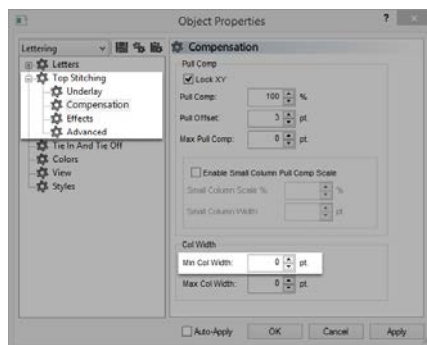 Object Properties ?
Lettering
Letters
Top Stitching
Underlay
Compensation
Effects
Advanced
Tie In And Tie Off
Colors
View
Styles
Compensation
Pull Comp
Lock XY
Pull Comp: 100 %
Pull Offset: 3 pt.
Max Pull Comp: 0 pt.
Enable Small Column Pull Comp Scale
Small Column Scale % %
Small Column Width pt
Col Width
Min Col Width: 0 pt.
Max Col Width: 0 pt.
Auto-Apply OK Cancel Apply